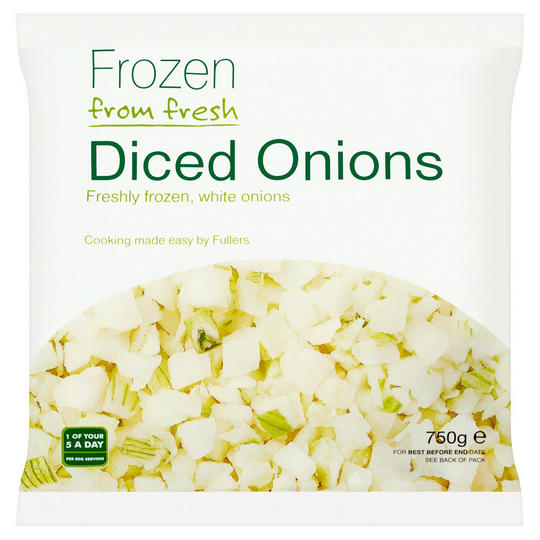 Frozen
from fresh
Diced Onions
Freshly frozen, white onions
Cooking made easy by Fullers
1 OF YOUR
5 A DAY
PER 80G SERVING
750g ℮
FOR BEST BEFORE END DATE
SEE BACK OF PACK